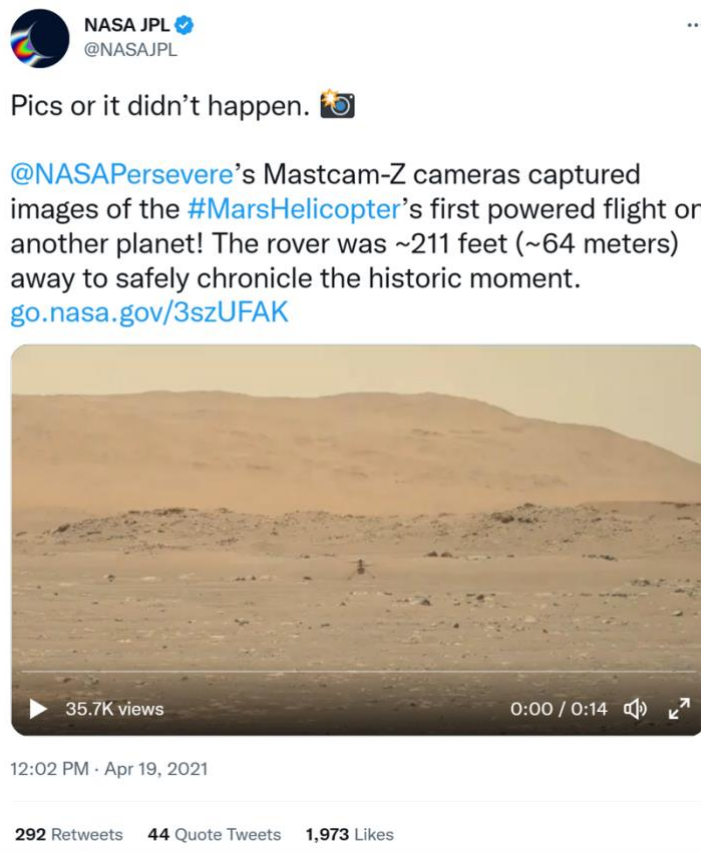 NASA JPL
@NASAJPL
Pics or it didn’t happen. 📸
@NASAPersevere’s Mastcam-Z cameras captured
images of the #MarsHelicopter’s first powered flight on
another planet! The rover was ~211 feet (~64 meters)
away to safely chronicle the historic moment.
go.nasa.gov/3szUFAK
35.7K views
0:00 / 0:14
12:02 PM · Apr 19, 2021
292 Retweets 44 Quote Tweets 1,973 Likes